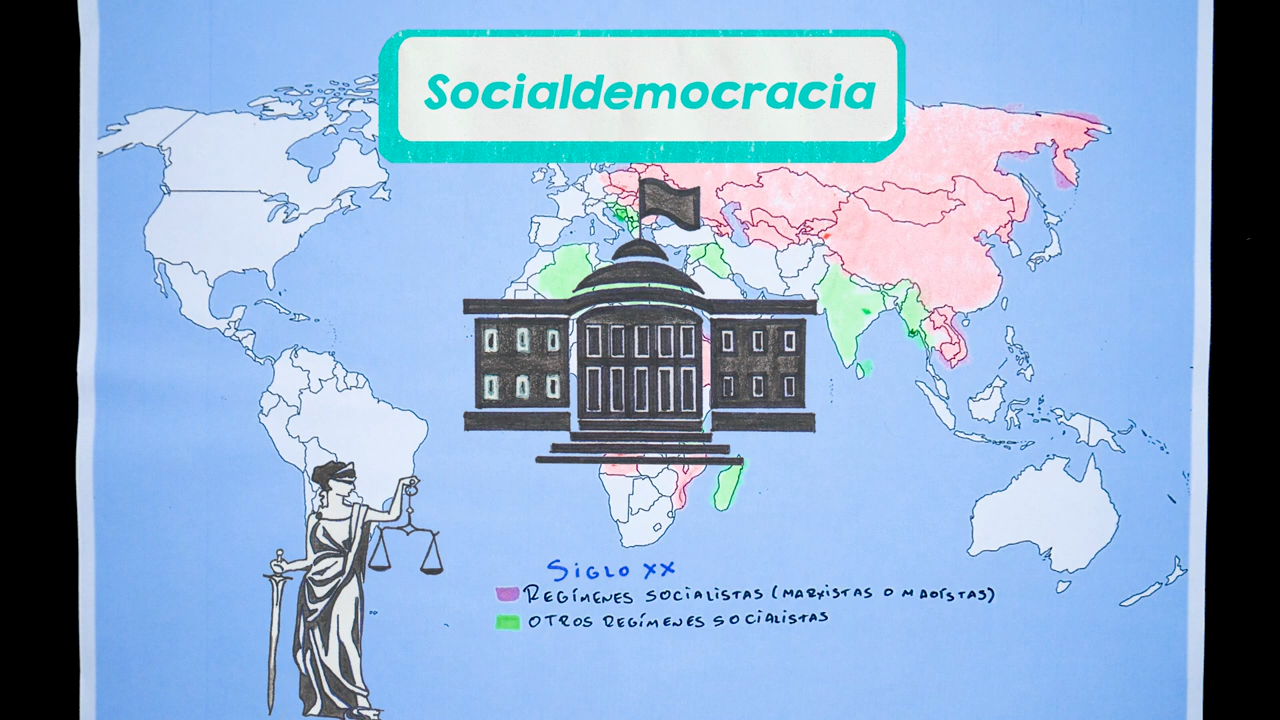 Socialdemocracia
SIGLO XX
REGÍMENES SOCIALISTAS (MARXISTAS O MAOÍSTAS)
OTROS REGÍMENES SOCIALISTAS